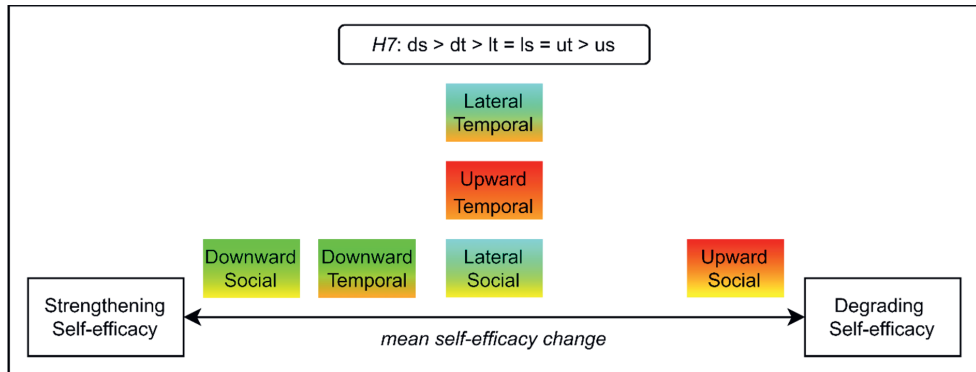 H7: ds > dt > lt = ls = ut > us
Lateral
Temporal
Upward
Temporal
Downward
Social
Downward
Temporal
Lateral
Social
Upward
Social
Strengthening
Self-efficacy
Degrading
Self-efficacy
mean self-efficacy change